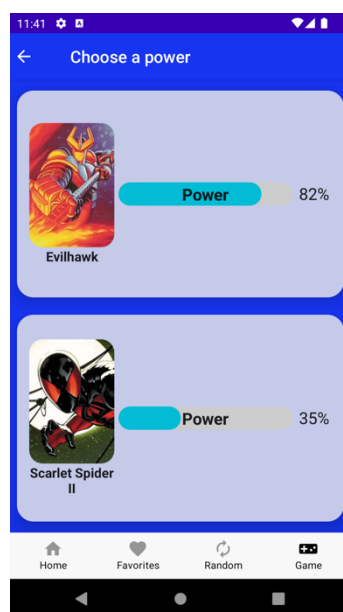 11:41
Choose a power
Power 82%
Evilhawk
Power 35%
Scarlet Spider
II
Home Favorites Random Game